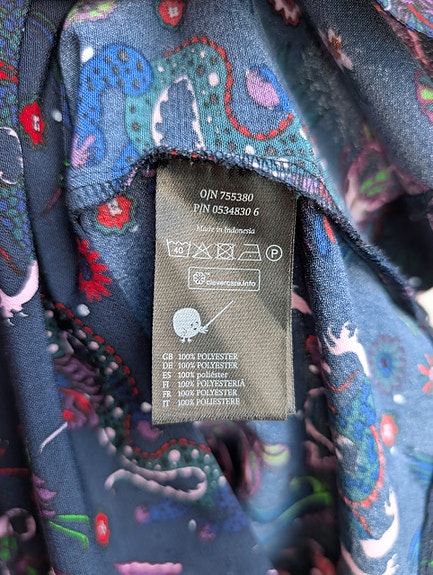 O/N 755380
P/N 0534830 6
Made in Indonesia
40 P
clevercare.info
GB 100% POLYESTER
DE 100% POLYESTER
ES 100% poliéster
FI 100% POLYESTERIÄ
FR 100% POLYESTER
IT 100% POLIESTERE